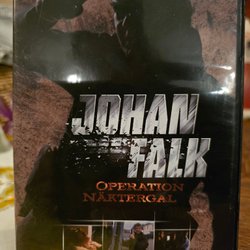 JOHAN
FALK
OPERATION
NÄKTERGAL